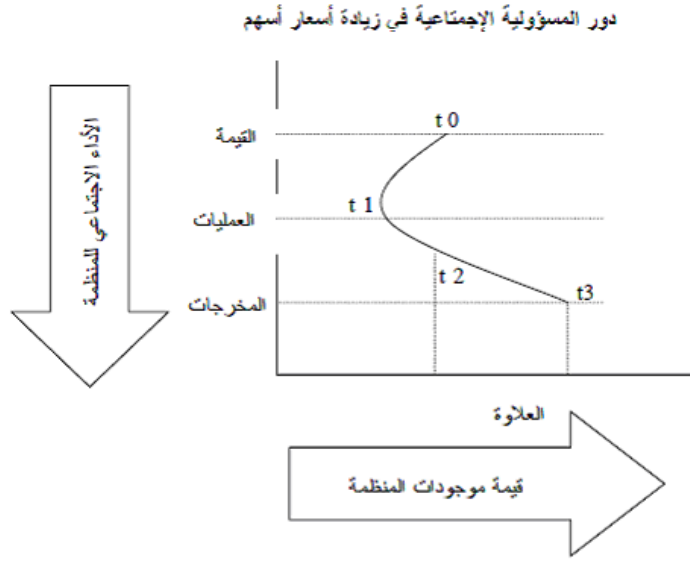 دور المسؤولية الإجمتاعية في زيادة أسعار أسهم
t 0
القيمة
الأداء الاجتماعي للمنظمة
t 1
العمليات
t 2
t3
المخرجات
العلاوة
قيمة موجودات المنظمة